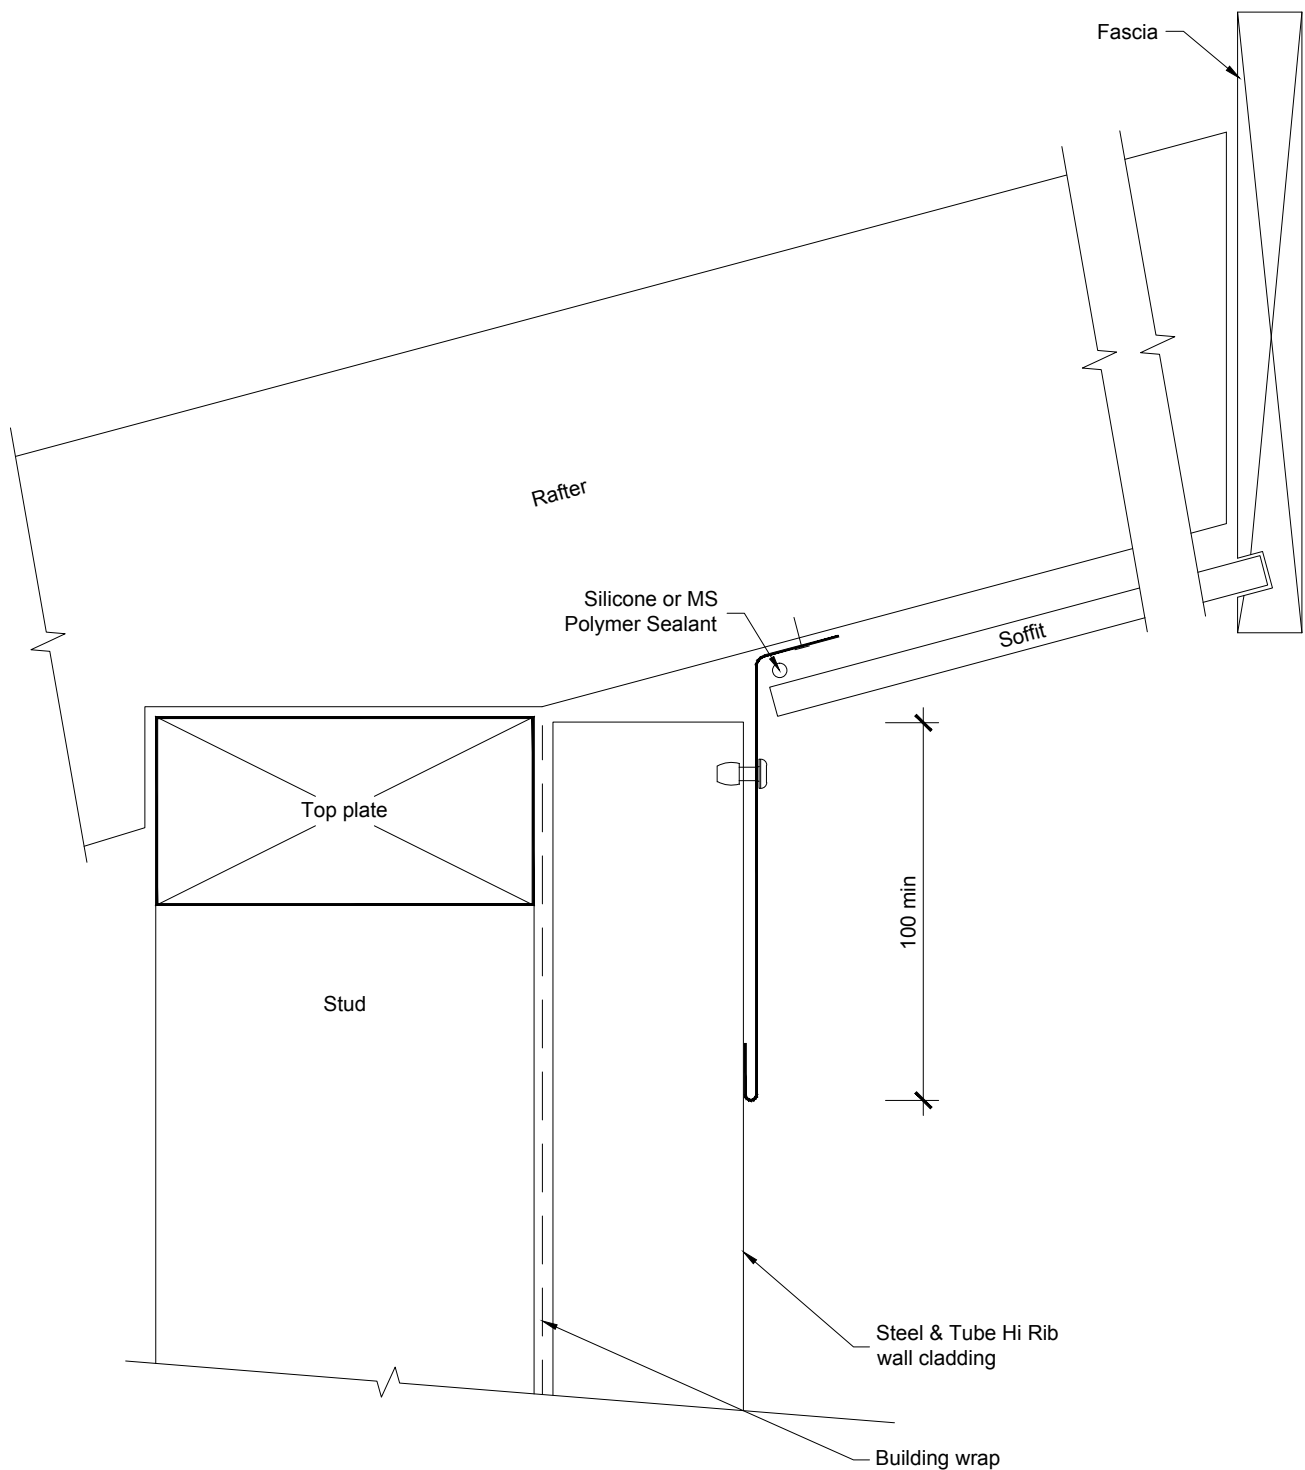 Fascia
Rafter
Silicone or MS
Polymer Sealant
Soffit
Top plate
100 min
Stud
Steel & Tube Hi Rib
wall cladding
Building wrap